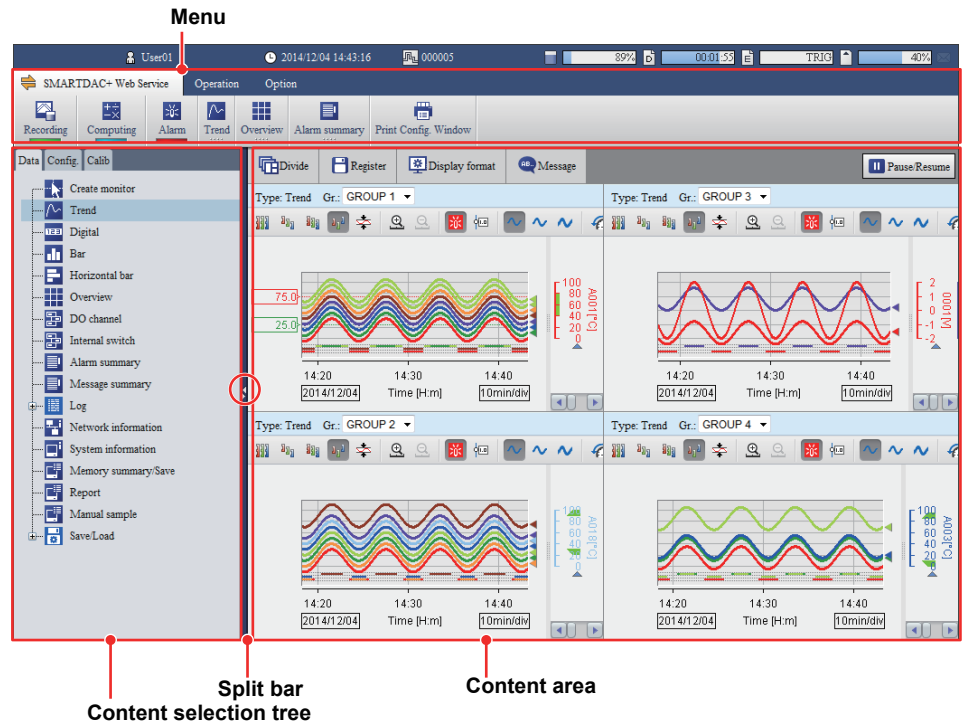 Menu
User01 2014/12/04 14:43:16 000005 89% D 00:01:55 E TRIG 40%
SMARTDAC+ Web Service Operation Option
Recording Computing Alarm Trend Overview Alarm summary Print Config. Window
Data Config. Calib
Create monitor
Trend
Digital
Bar
Horizontal bar
Overview
DO channel
Internal switch
Alarm summary
Message summary
Log
Network information
System information
Memory summary/Save
Report
Manual sample
Save/Load
Divide Register Display format Message Pause/Resume
Type: Trend Gr.: GROUP 1
75.0
25.0
100
80
60
40
20
0
A001[°C]
14:20 14:30 14:40
2014/12/04 Time [H:m] 10min/div
Type: Trend Gr.: GROUP 3
2
1
0
-1
-2
0001[M]
14:20 14:30 14:40
2014/12/04 Time [H:m] 10min/div
Type: Trend Gr.: GROUP 2
100
80
60
40
20
0
A018[°C]
14:20 14:30 14:40
2014/12/04 Time [H:m] 10min/div
Type: Trend Gr.: GROUP 4
100
80
60
40
20
0
A003[°C]
14:20 14:30 14:40
2014/12/04 Time [H:m] 10min/div
Split bar
Content area
Content selection tree